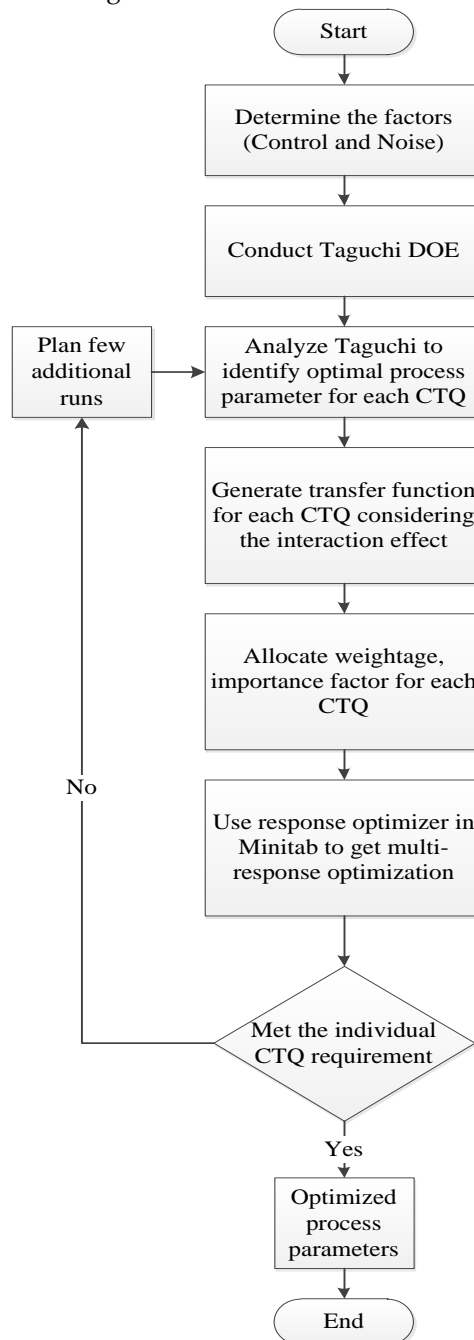 Start
Determine the factors
(Control and Noise)
Conduct Taguchi DOE
Plan few
additional
runs
Analyze Taguchi to
identify optimal process
parameter for each CTQ
Generate transfer function
for each CTQ considering
the interaction effect
Allocate weightage,
importance factor for each
CTQ
No
Use response optimizer in
Minitab to get multi-
response optimization
Met the individual
CTQ requirement
Yes
Optimized
process
parameters
End